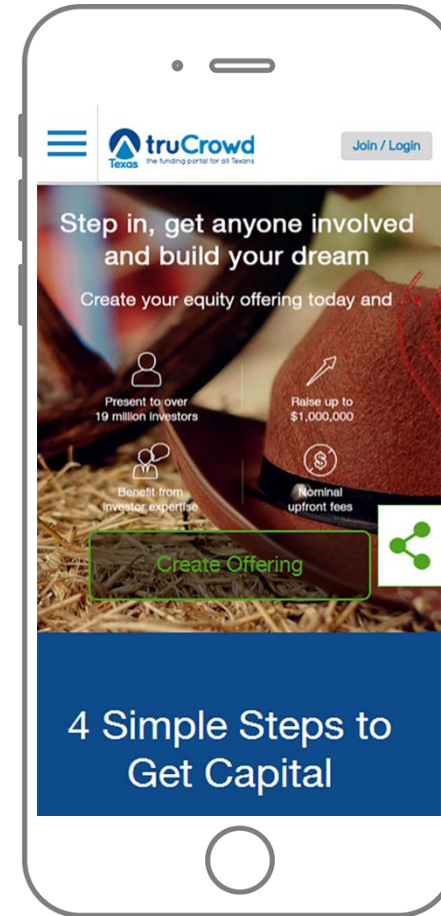 truCrowd
Texas
the funding portal for all Texans
Join / Login
Step in, get anyone involved
and build your dream
Create your equity offering today and
Present to over
19 million investors
Raise up to
$1,000,000
Benefit from
investor expertise
Nominal
upfront fees
Create Offering
4 Simple Steps to
Get Capital